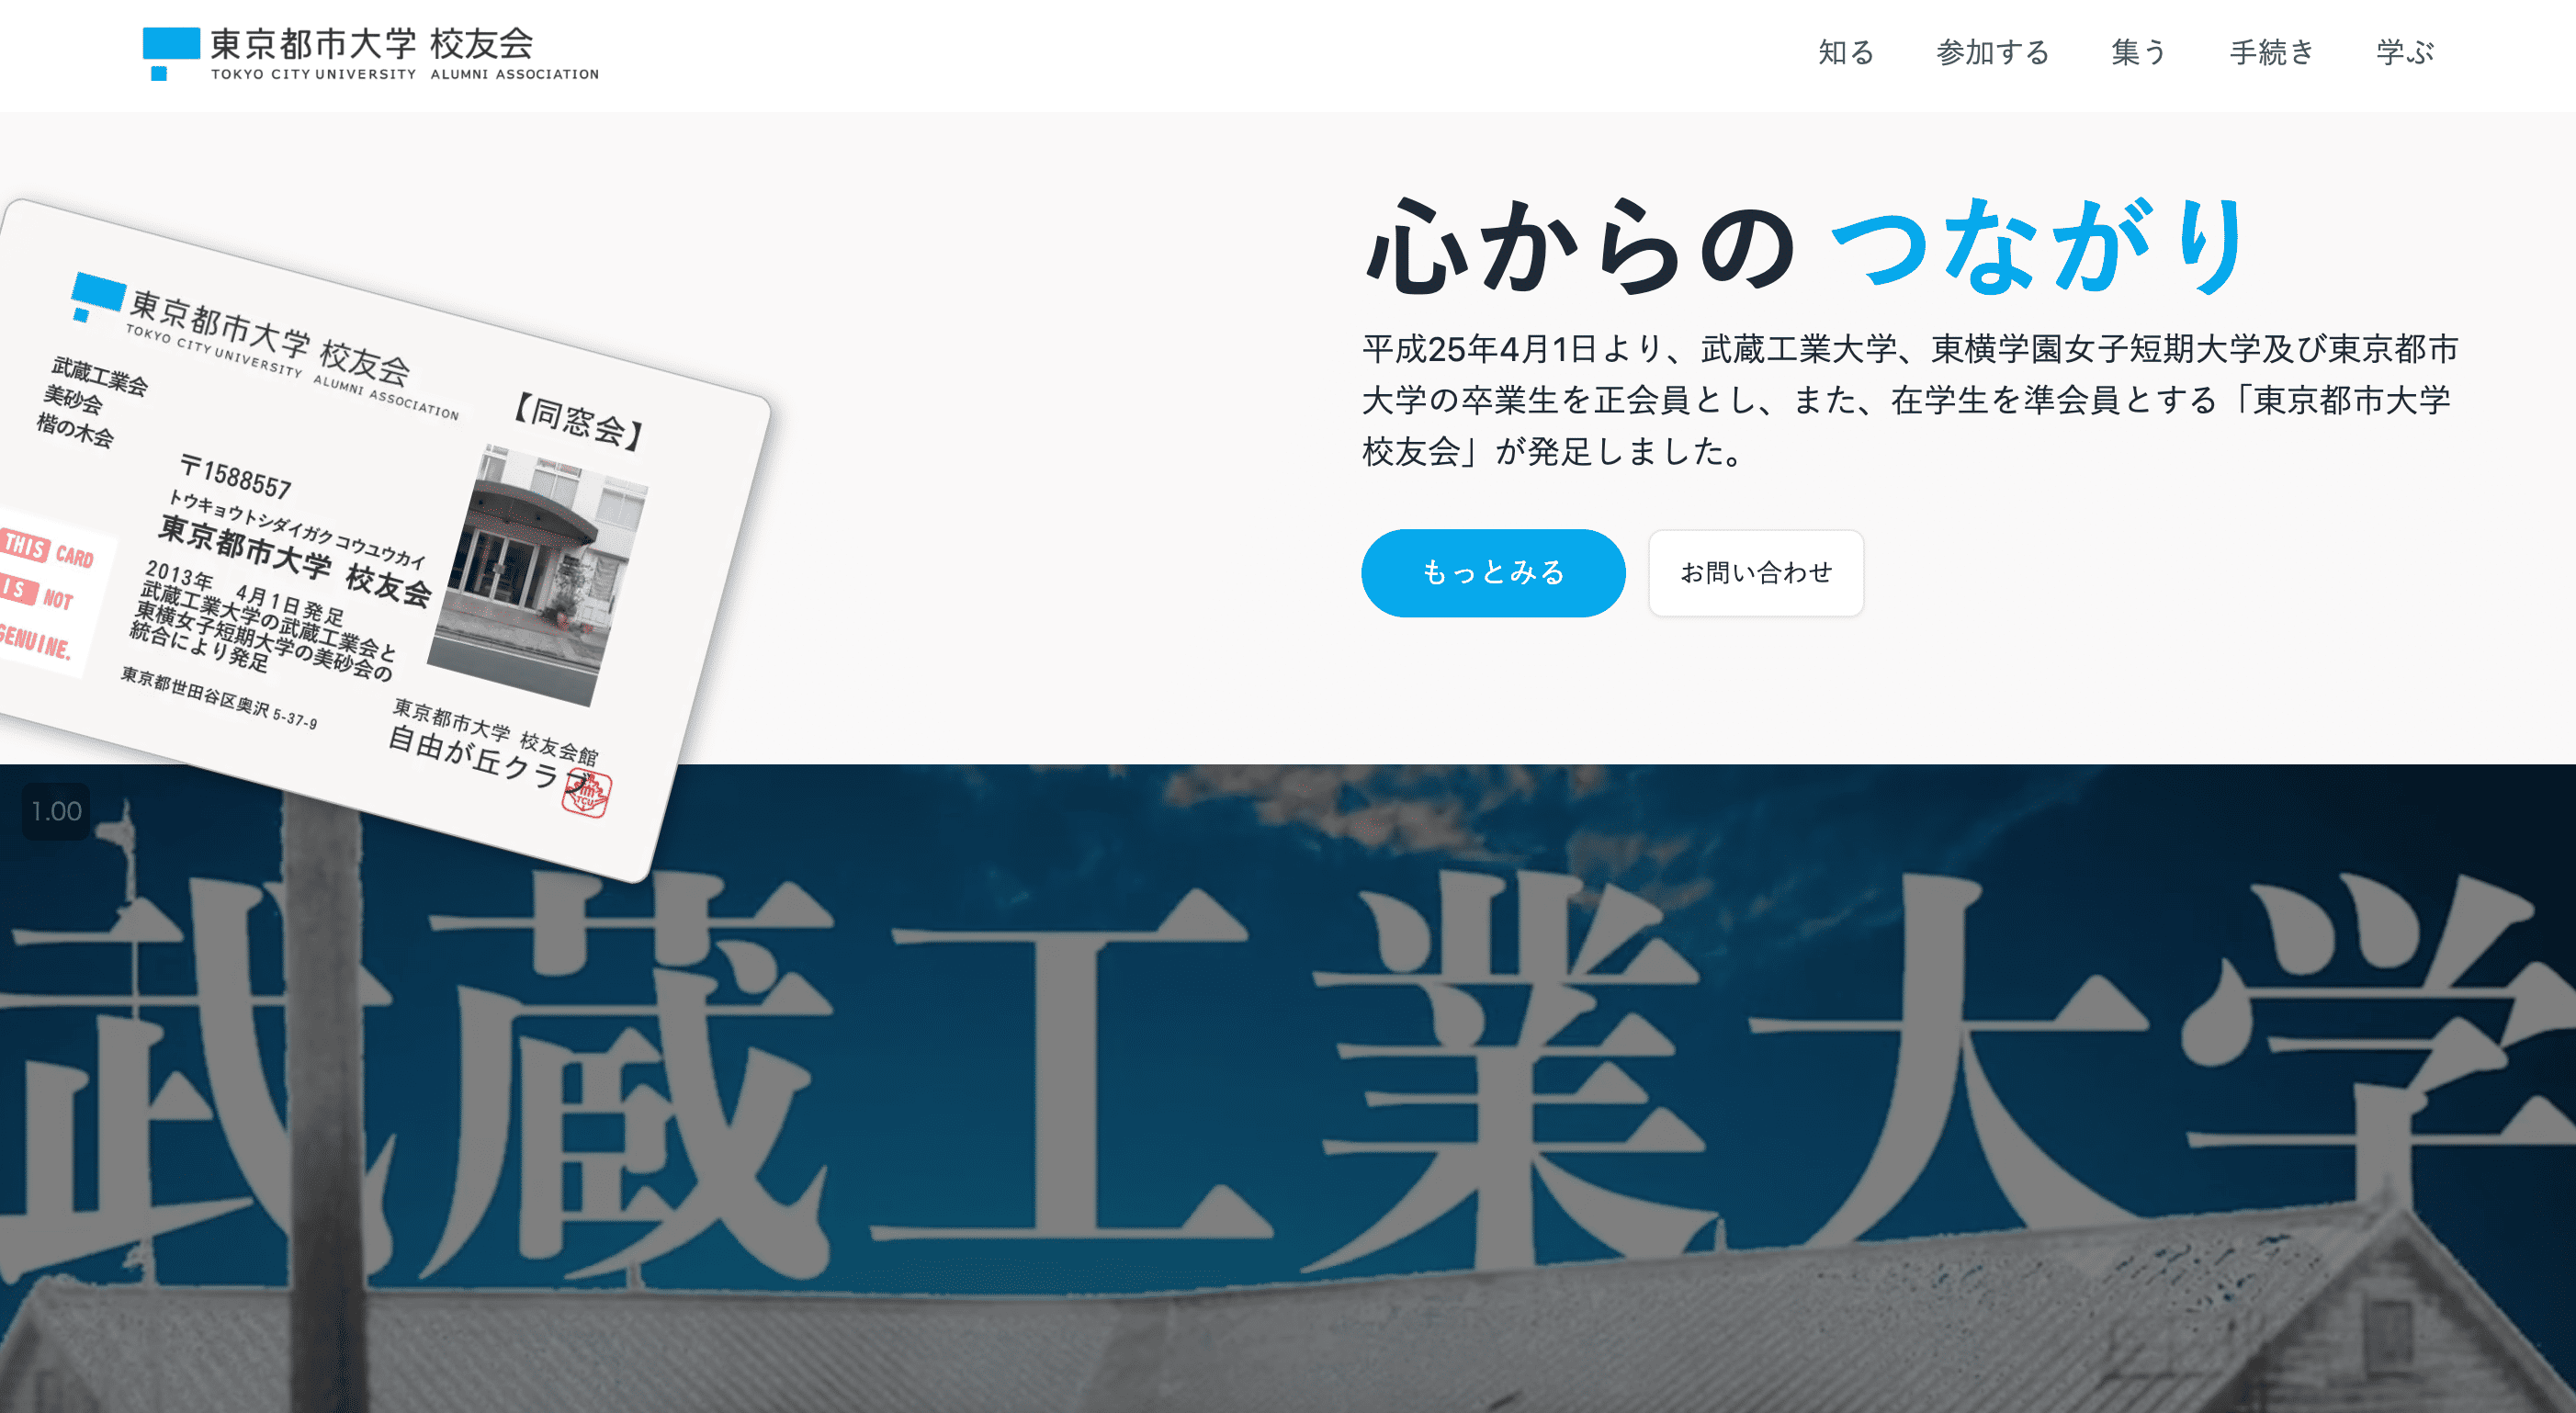 東京都市大学 校友会
TOKYO CITY UNIVERSITY ALUMNI ASSOCIATION
知る 参加する 集う 手続き 学ぶ
心からの つながり
平成25年4月1日より、武蔵工業大学、東横学園女子短期大学及び東京都市
大学の卒業生を正会員とし、また、在学生を準会員とする「東京都市大学
校友会」が発足しました。
もっとみる お問い合わせ
東京都市大学 校友会
TOKYO CITY UNIVERSITY ALUMNI ASSOCIATION
【同窓会】
武蔵工業会
美砂会
楷の木会
〒1588557
トウキョウトシダイガク コウユウカイ
東京都市大学 校友会
2013年 4月1日発足
武蔵工業大学の武蔵工業会と
東横女子短期大学の美砂会の
統合により発足
東京都世田谷区奥沢 5-37-9
THIS CARD
IS NOT
GENUINE.
東京都市大学 校友会館
自由が丘クラブ
TCU
1.00
武蔵工業大学